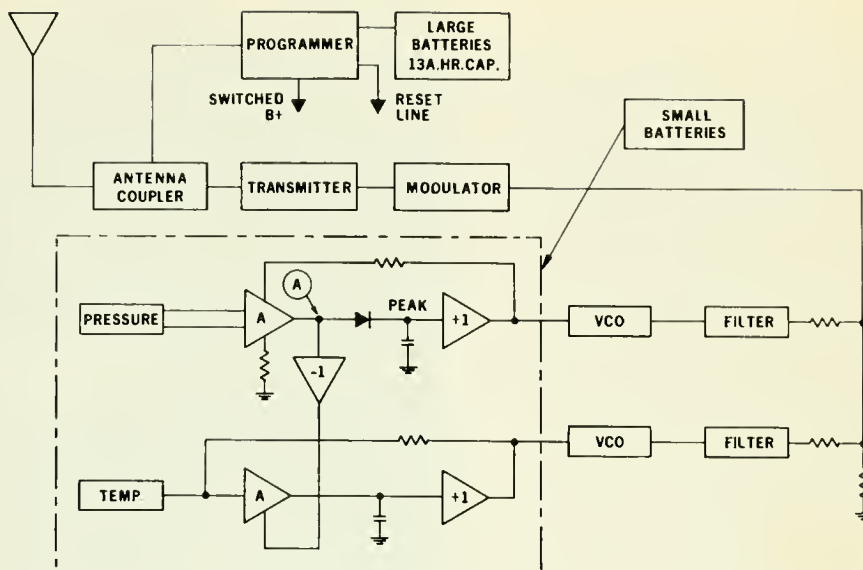 PROGRAMMER
LARGE
BATTERIES
13A.HR.CAP.
SWITCHED
B+
RESET
LINE
SMALL
BATTERIES
ANTENNA
COUPLER
TRANSMITTER
MODULATOR
A
PRESSURE
A
PEAK
+1
VCO
FILTER
-1
TEMP.
A
+1
VCO
FILTER